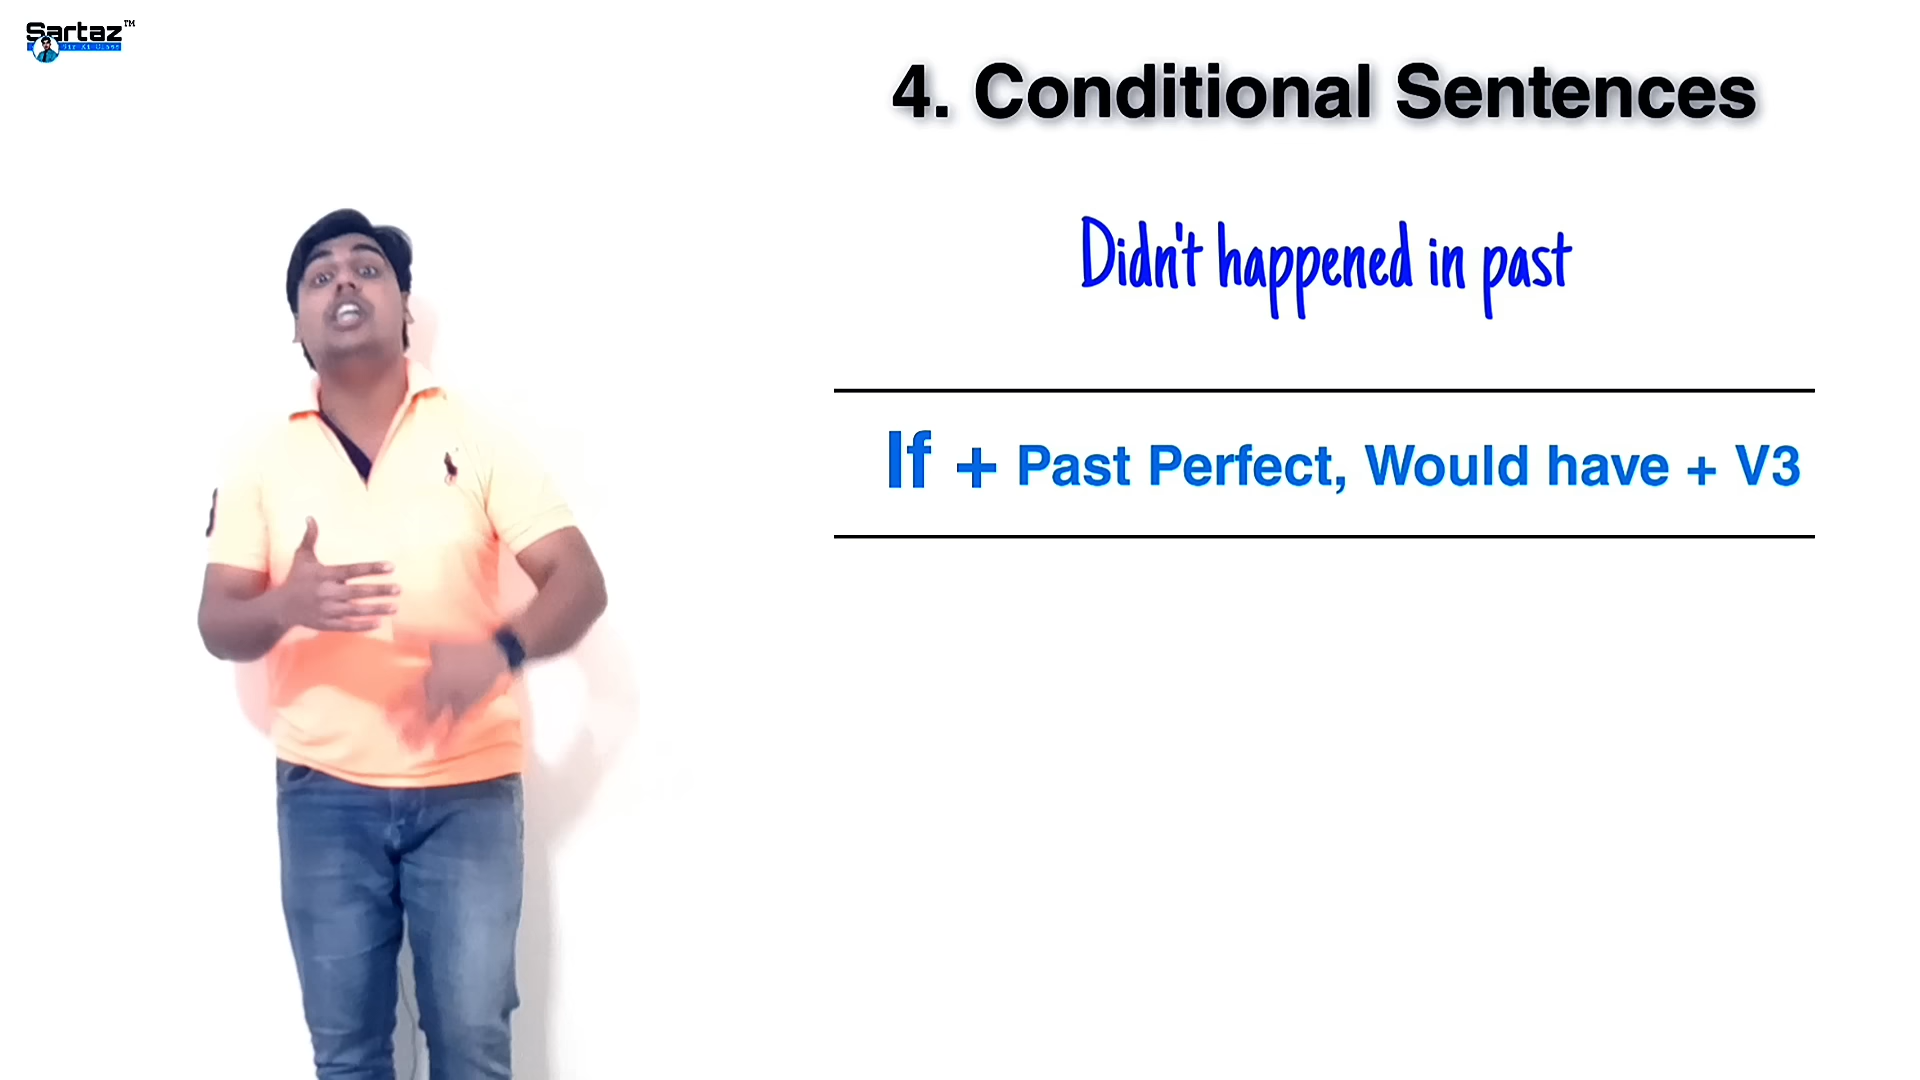 Sartaz™
4. Conditional Sentences
Didn't happened in past
If + Past Perfect, Would have + V3